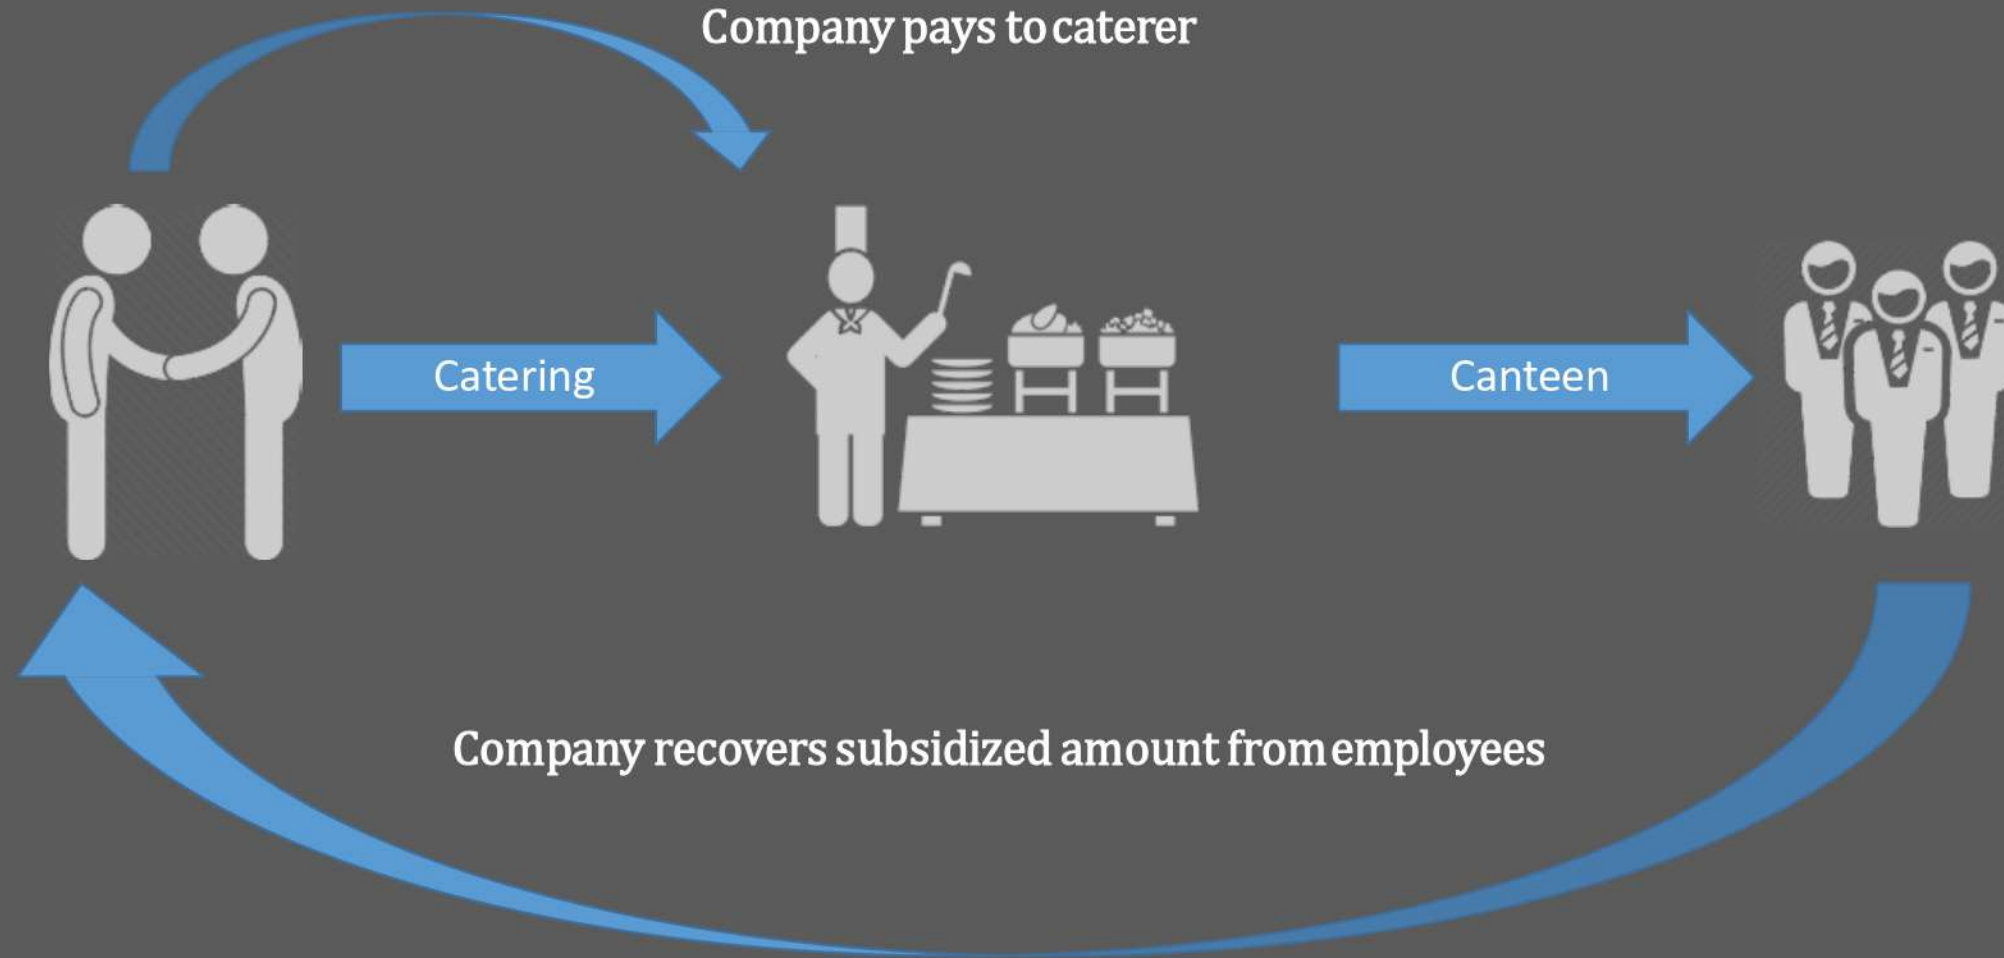 Company pays to caterer
Catering
Canteen
Company recovers subsidized amount from employees